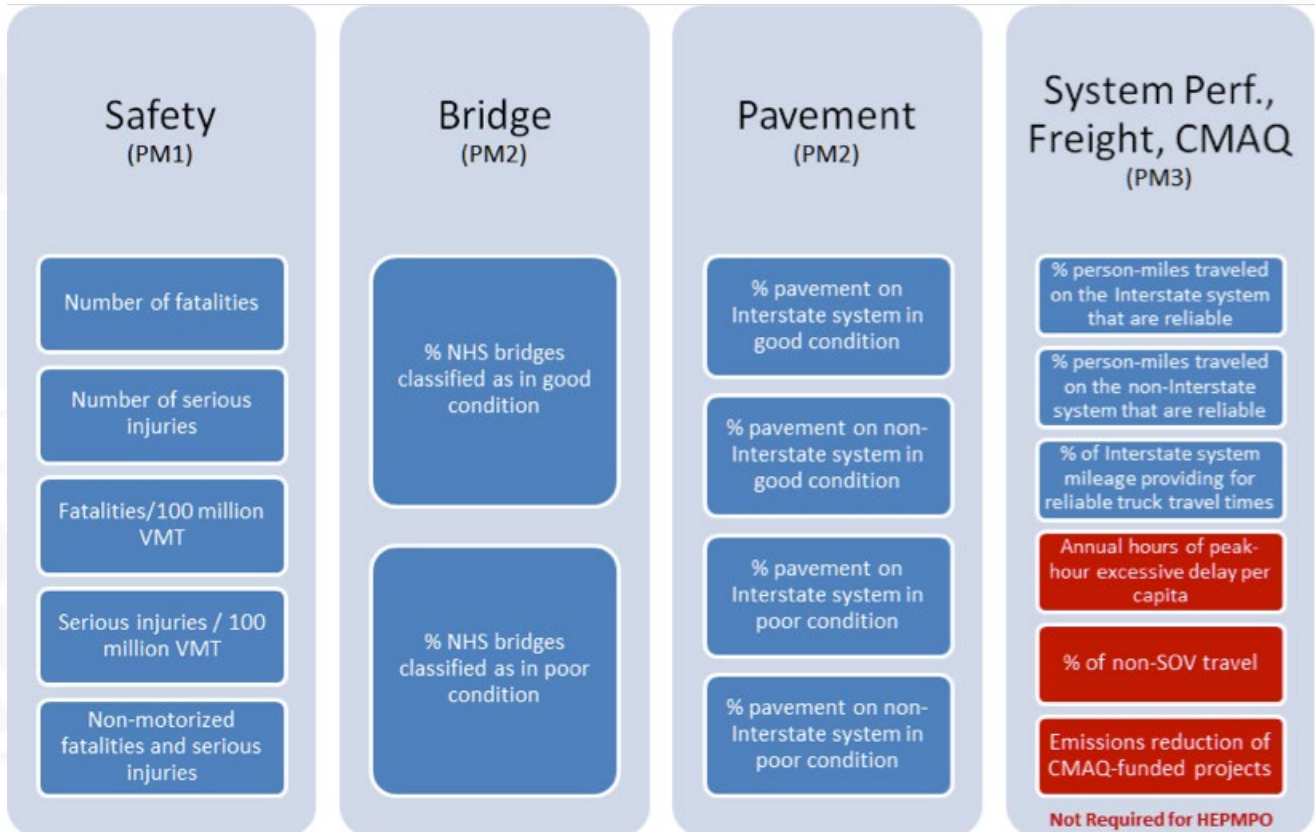 Safety
(PM1)
Number of fatalities
Number of serious
injuries
Fatalities/100 million
VMT
Serious injuries / 100
million VMT
Non-motorized
fatalities and serious
injuries
Bridge
(PM2)
% NHS bridges
classified as in good
condition
% NHS bridges
classified as in poor
condition
Pavement
(PM2)
% pavement on
Interstate system in
good condition
% pavement on non-
Interstate system in
good condition
% pavement on
Interstate system in
poor condition
% pavement on non-
Interstate system in
poor condition
System Perf.,
Freight, CMAQ
(PM3)
% person-miles traveled
on the Interstate system
that are reliable
% person-miles traveled
on the non-Interstate
system that are reliable
% of Interstate system
mileage providing for
reliable truck travel times
Annual hours of peak-
hour excessive delay per
capita
% of non-SOV travel
Emissions reduction of
CMAQ-funded projects
Not Required for HEPMPO